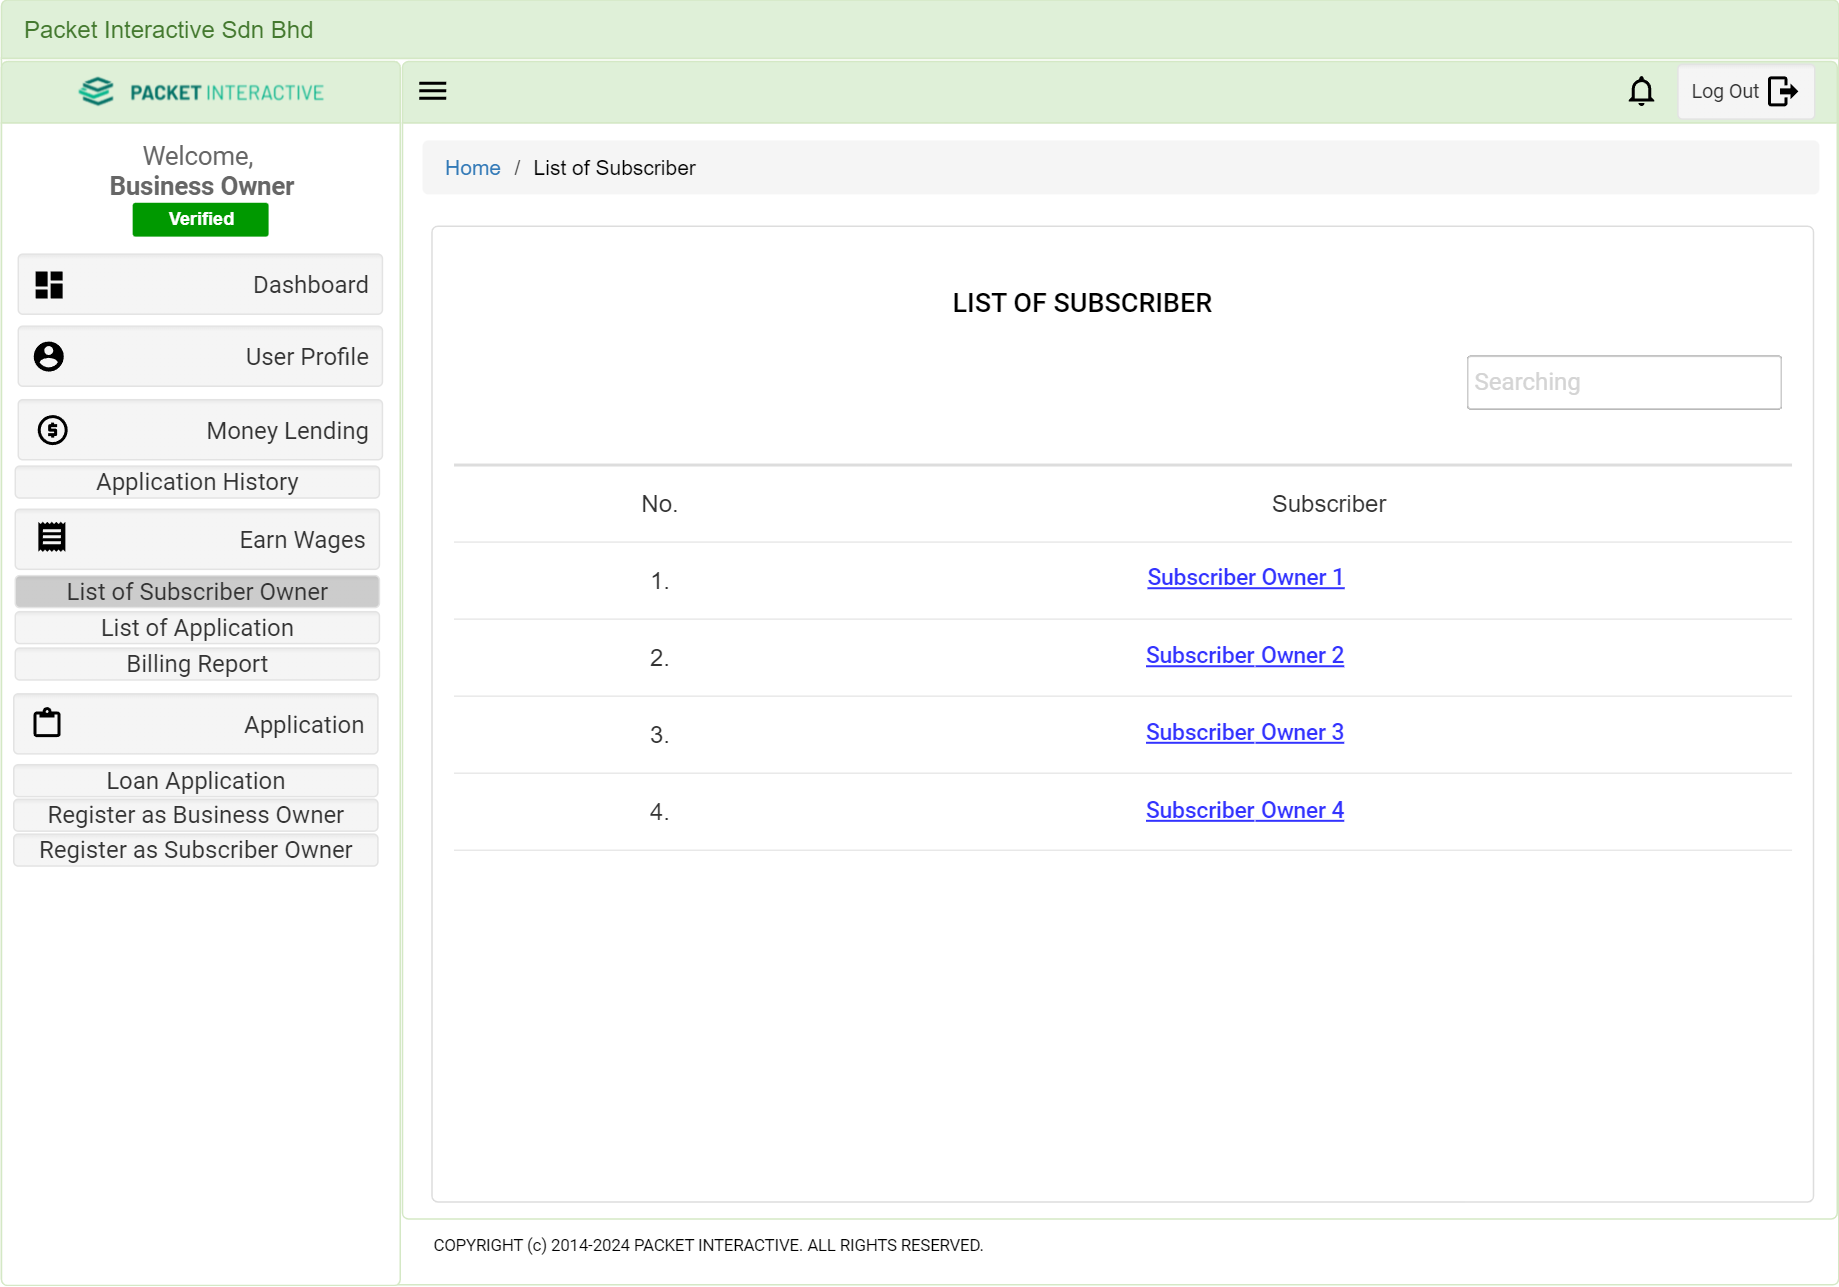 Packet Interactive Sdn Bhd
PACKET INTERACTIVE
Log Out
Welcome,
Business Owner
Verified
Dashboard
User Profile
Money Lending
Application History
Earn Wages
List of Subscriber Owner
List of Application
Billing Report
Application
Loan Application
Register as Business Owner
Register as Subscriber Owner
Home / List of Subscriber
LIST OF SUBSCRIBER
Searching
No. Subscriber
1. Subscriber Owner 1
2. Subscriber Owner 2
3. Subscriber Owner 3
4. Subscriber Owner 4
COPYRIGHT (c) 2014-2024 PACKET INTERACTIVE. ALL RIGHTS RESERVED.